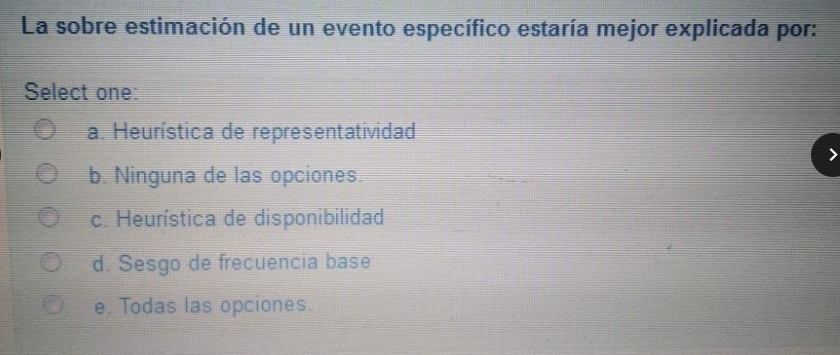 La sobre estimación de un evento específico estaría mejor explicada por:
Select one:
a. Heurística de representatividad
b. Ninguna de las opciones.
c. Heurística de disponibilidad
d. Sesgo de frecuencia base
e. Todas las opciones.